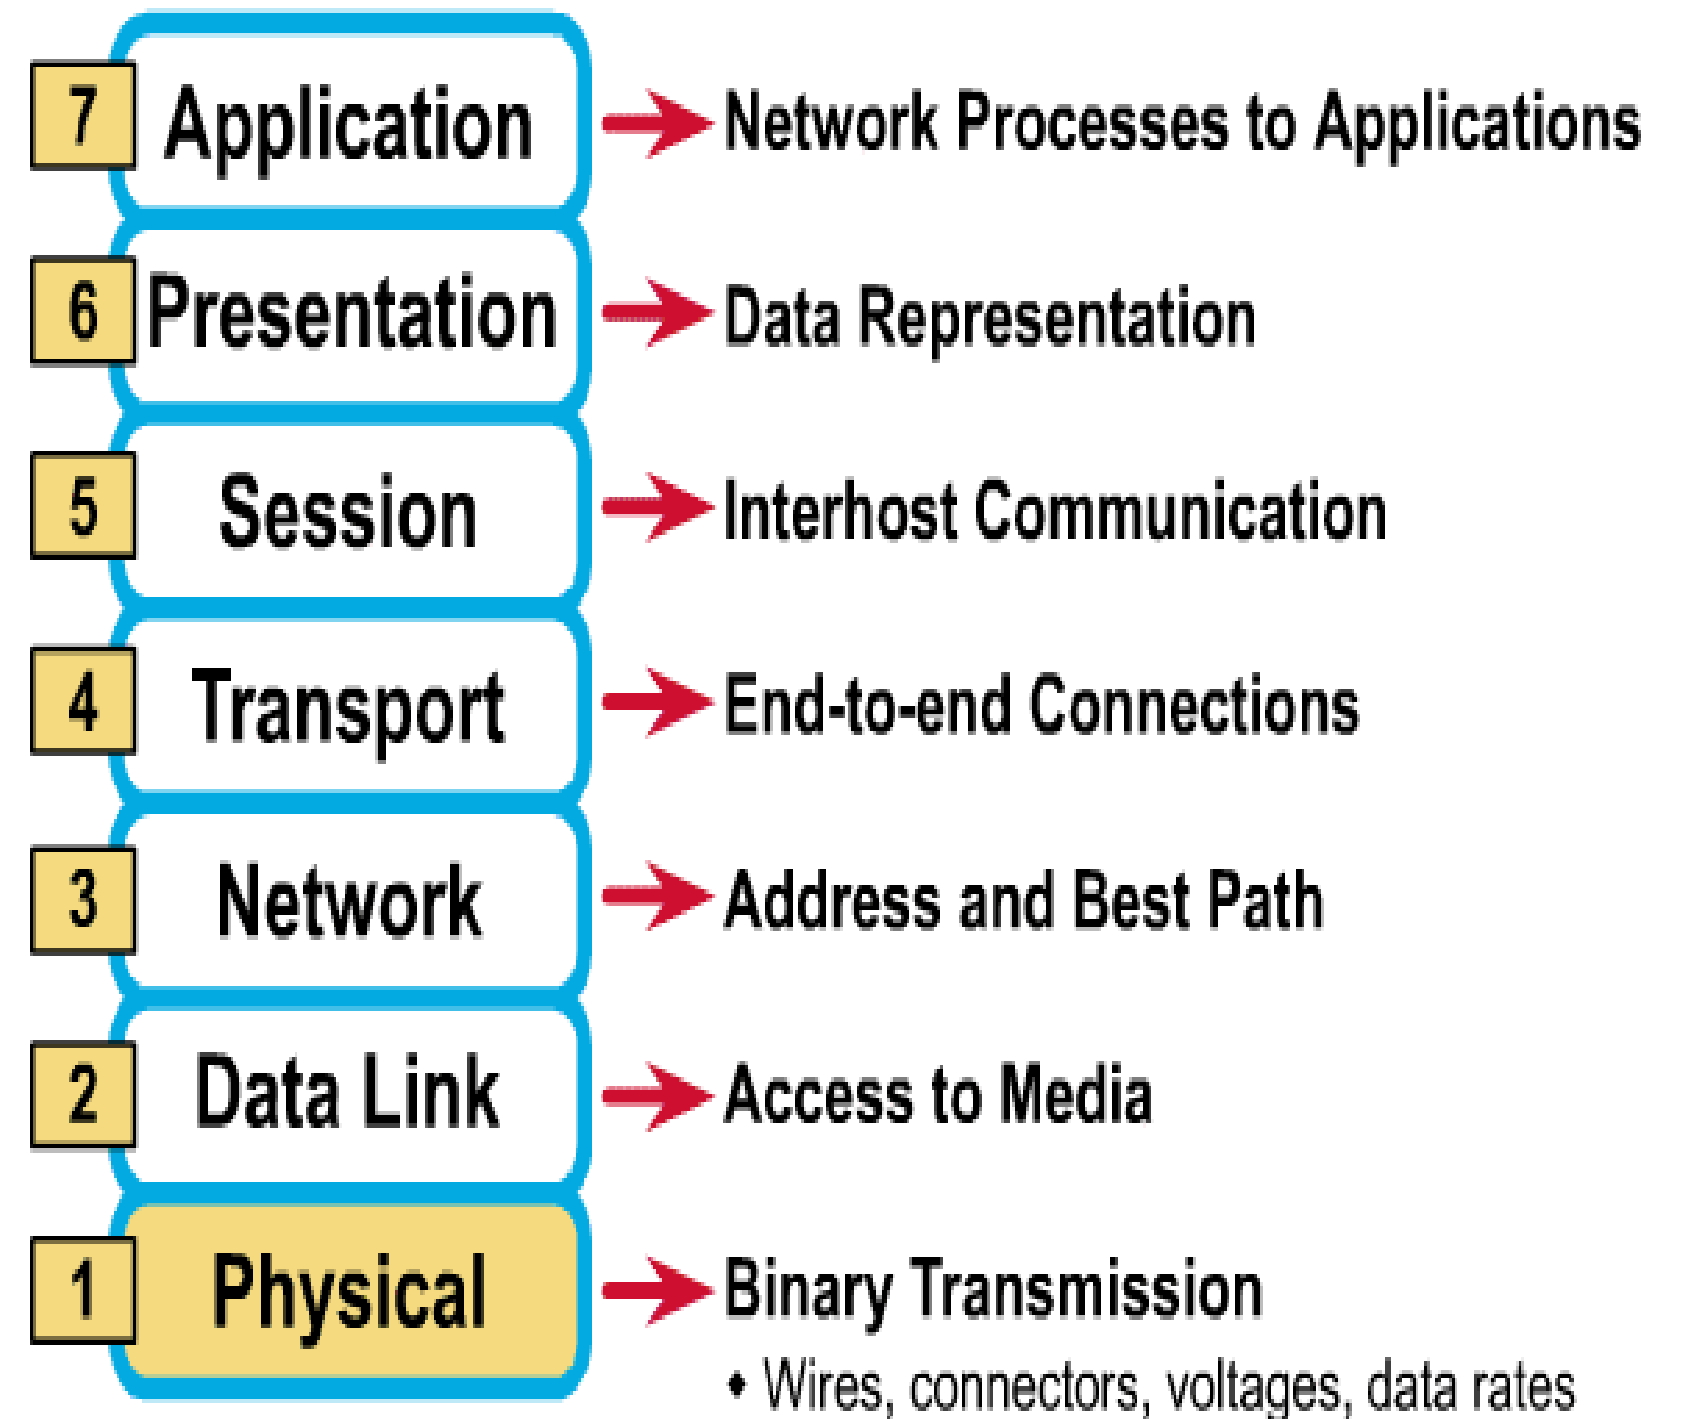 7 Application Network Processes to Applications
6 Presentation Data Representation
5 Session Interhost Communication
4 Transport End-to-end Connections
3 Network Address and Best Path
2 Data Link Access to Media
1 Physical Binary Transmission
♦ Wires, connectors, voltages, data rates